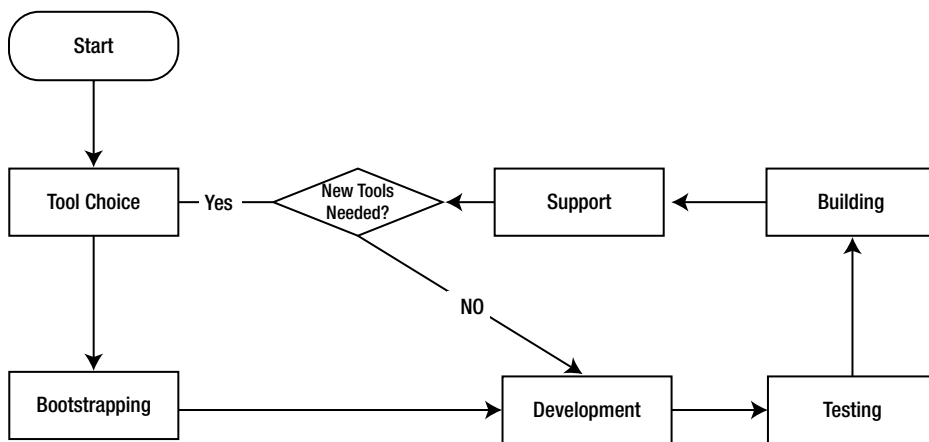 Start
Tool Choice
Yes
New Tools
Needed?
Support
Building
NO
Bootstrapping
Development
Testing